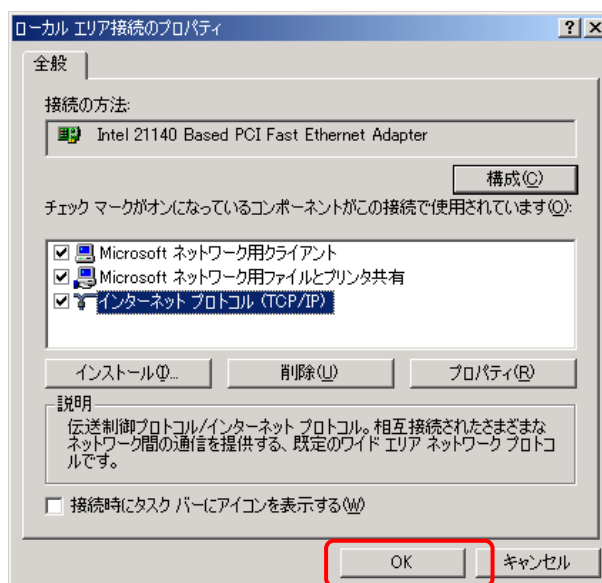 ローカル エリア接続のプロパティ
全般
接続の方法:
Intel 21140 Based PCI Fast Ethernet Adapter
構成(C)
チェック マークがオンになっているコンポーネントがこの接続で使用されています(O):
Microsoft ネットワーク用クライアント
Microsoft ネットワーク用ファイルとプリンタ共有
インターネット プロトコル (TCP/IP)
インストール(I)... 削除(U) プロパティ(R)
説明
伝送制御プロトコル/インターネット プロトコル。相互接続されたさまざまな
ネットワーク間の通信を提供する、既定のワイド エリア ネットワーク プロトコ
ルです。
接続時にタスク バーにアイコンを表示する(W)
OK キャンセル